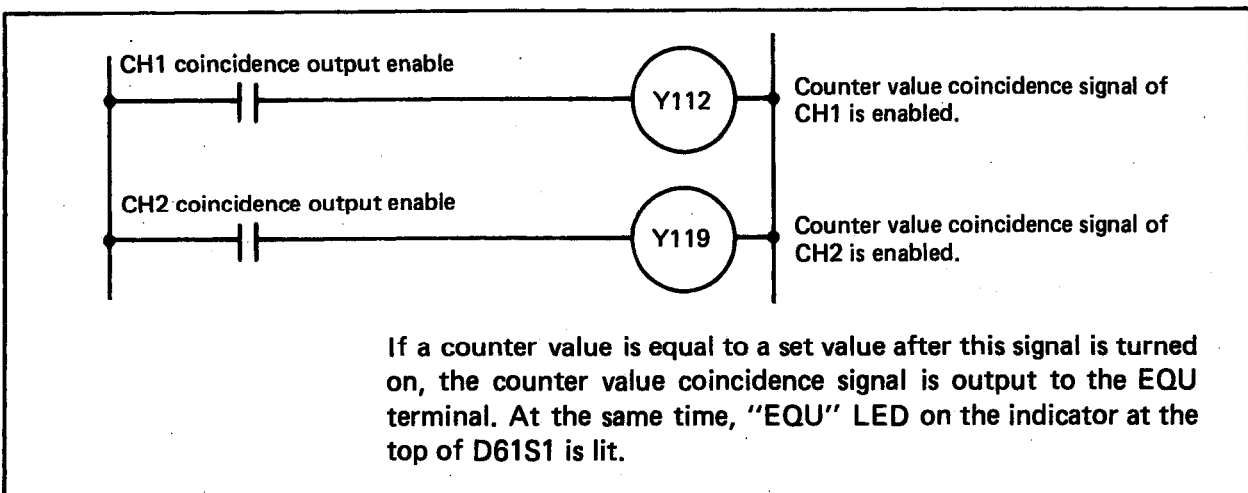 CH1 coincidence output enable
Y112
Counter value coincidence signal of
CH1 is enabled.
CH2 coincidence output enable
Y119
Counter value coincidence signal of
CH2 is enabled.
If a counter value is equal to a set value after this signal is turned
on, the counter value coincidence signal is output to the EQU
terminal. At the same time, "EQU" LED on the indicator at the
top of D61S1 is lit.